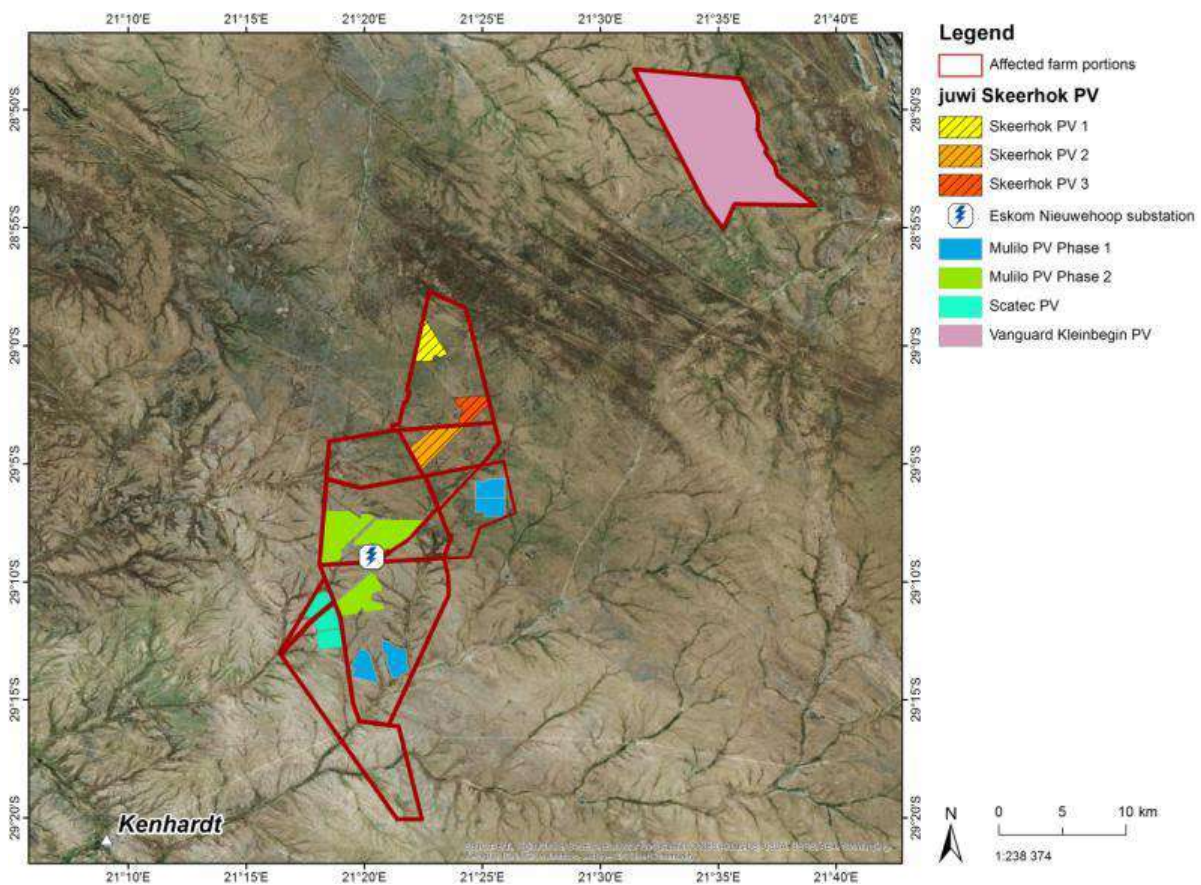 21°10'E 21°15'E 21°20'E 21°25'E 21°30'E 21°35'E 21°40'E
28°50'S
28°55'S
29°0'S
29°5'S
29°10'S
29°15'S
29°20'S
Kenhardt
21°10'E 21°15'E 21°20'E 21°25'E 21°30'E 21°35'E 21°40'E
28°50'S
28°55'S
29°0'S
29°5'S
29°10'S
29°15'S
29°20'S
Legend
Affected farm portions
juwi Skeerhok PV
Skeerhok PV 1
Skeerhok PV 2
Skeerhok PV 3
Eskom Nieuwehoop substation
Mulilo PV Phase 1
Mulilo PV Phase 2
Scatec PV
Vanguard Kleinbegin PV
N
0 5 10 km
1:238 374